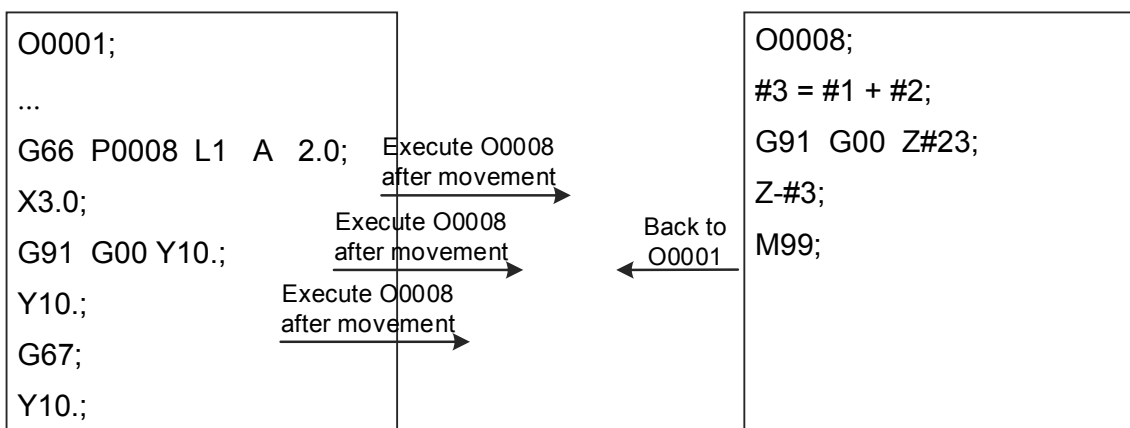 O0001;
...
G66 P0008 L1 A 2.0;
X3.0;
G91 G00 Y10.;
Y10.;
G67;
Y10.;
Execute O0008
after movement
Execute O0008
after movement
Execute O0008
after movement
Back to
O0001
O0008;
#3 = #1 + #2;
G91 G00 Z#23;
Z-#3;
M99;